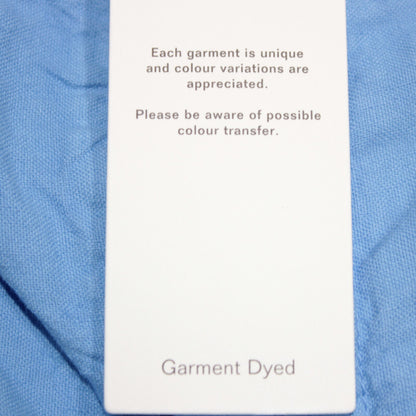 Each garment is unique
and colour variations are
appreciated.
Please be aware of possible
colour transfer.
Garment Dyed